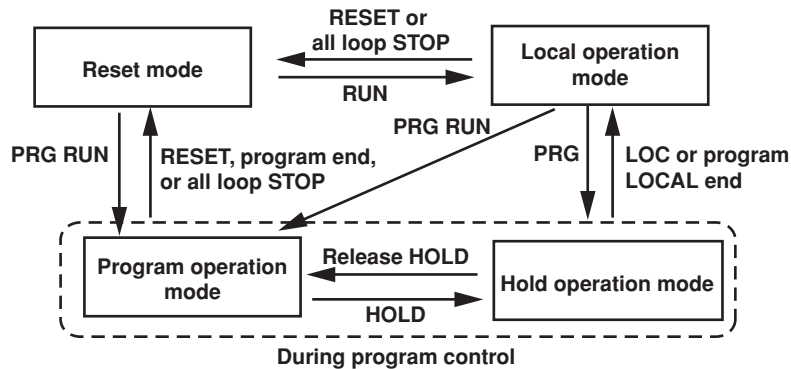 RESET or
all loop STOP
Reset mode
Local operation
mode
RUN
PRG RUN
RESET, program end,
or all loop STOP
PRG RUN
PRG
LOC or program
LOCAL end
Program operation
mode
Release HOLD
HOLD
Hold operation mode
During program control